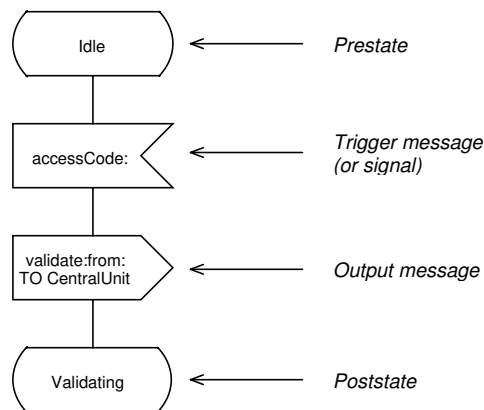 Idle
Prestate
accessCode:
Trigger message
(or signal)
validate:from:
TO CentralUnit
Output message
Validating
Poststate